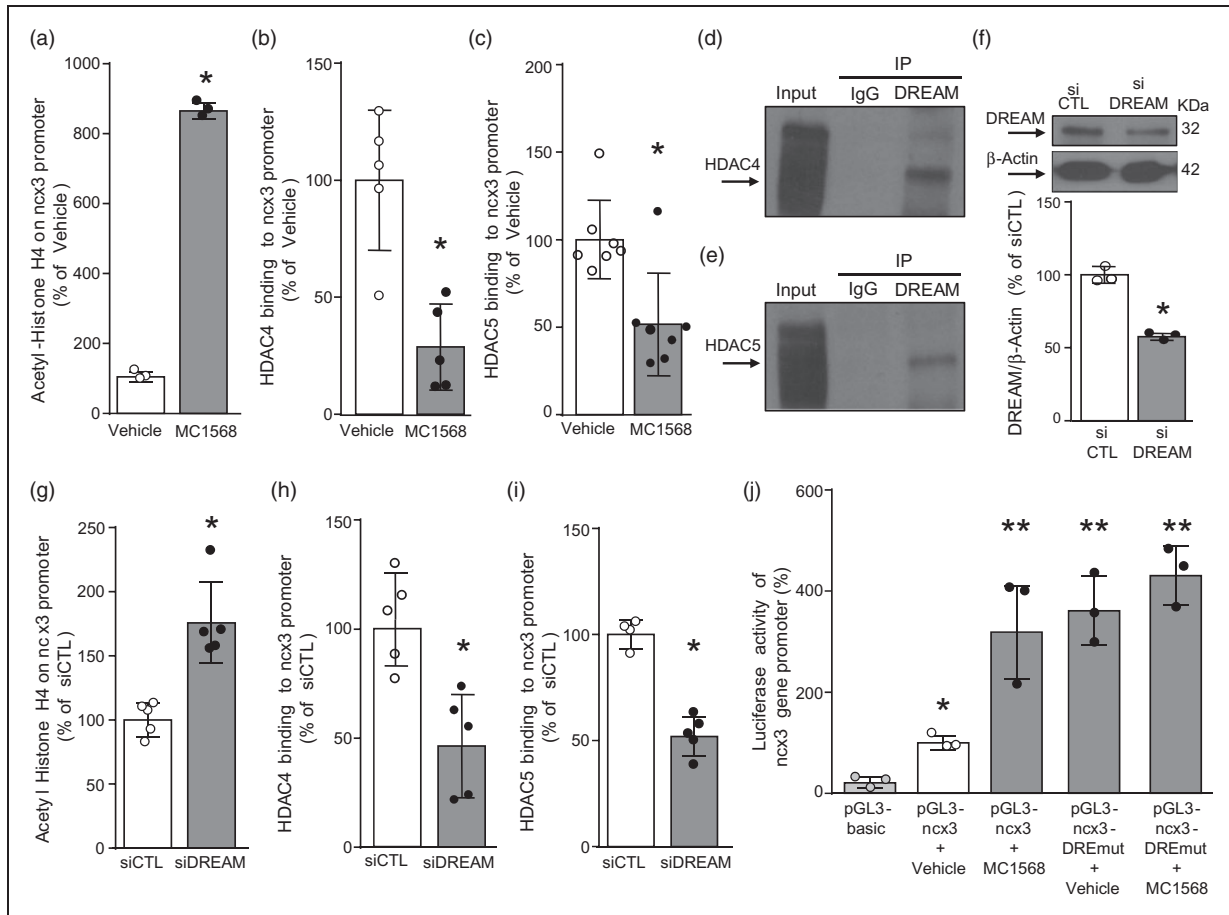 (a)
Acetyl-Histone H4 on ncx3 promoter
(% of Vehicle)
1000
800
600
400
200
100
0
*
Vehicle MC1568
(b)
HDAC4 binding to ncx3 promoter
(% of Vehicle)
150
100
50
0
*
Vehicle MC1568
(c)
HDAC5 binding to ncx3 promoter
(% of Vehicle)
200
150
100
50
0
*
Vehicle MC1568
(d)
IP
Input IgG DREAM
HDAC4
(e)
IP
Input IgG DREAM
HDAC5
(f)
si CTL
si DREAM
KDa
DREAM
32
β-Actin
42
DREAM/β-Actin (% of siCTL)
150
100
50
0
*
si CTL
si DREAM
(g)
Acetyl Histone H4 on ncx3 promoter
(% of siCTL)
250
200
150
100
50
0
*
siCTL siDREAM
(h)
HDAC4 binding to ncx3 promoter
(% of siCTL)
150
100
50
0
*
siCTL siDREAM
(i)
HDAC5 binding to ncx3 promoter
(% of siCTL)
150
100
50
0
*
siCTL siDREAM
(j)
Luciferase activity of
ncx3 gene promoter (%)
600
400
200
0
*
**
**
**
pGL3-
basic
pGL3-
ncx3
+
Vehicle
pGL3-
ncx3
+
MC1568
pGL3-
ncx3-
DREmut
+
Vehicle
pGL3-
ncx3-
DREmut
+
MC1568